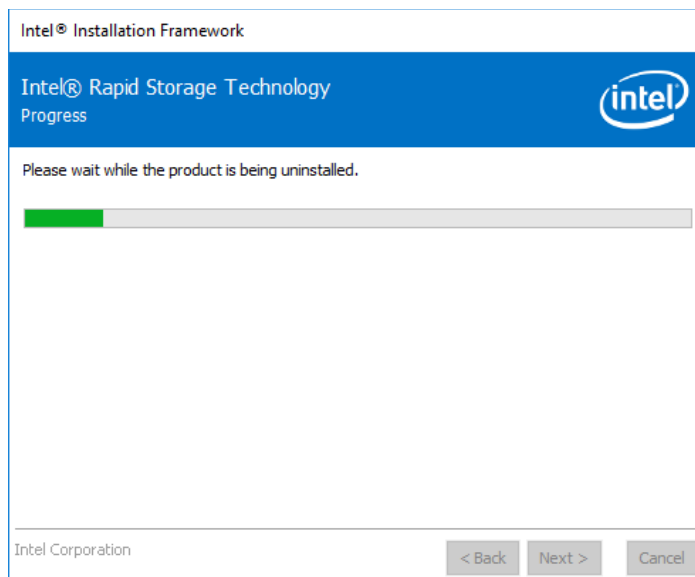 Intel® Installation Framework
Intel® Rapid Storage Technology
Progress
intel
Please wait while the product is being uninstalled.
Intel Corporation
< Back Next > Cancel